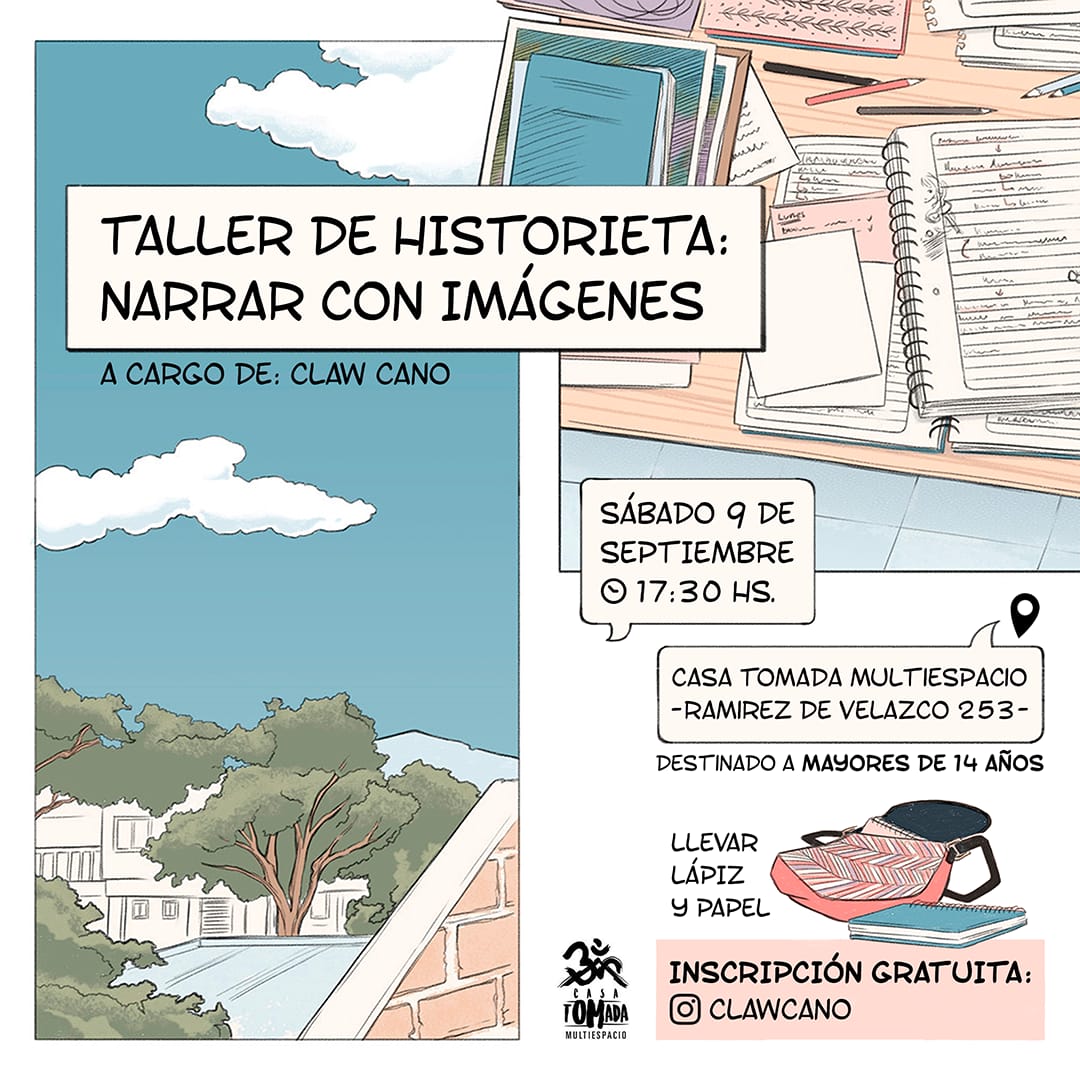 TALLER DE HISTORIETA:
NARRAR CON IMÁGENES
A CARGO DE: CLAW CANO
LUNES
SÁBADO 9 DE
SEPTIEMBRE
17:30 HS.
CASA TOMADA MULTIESPACIO
-RAMIREZ DE VELAZCO 253-
DESTINADO A MAYORES DE 14 AÑOS
LLEVAR
LÁPIZ
Y PAPEL
CASA
TOMADA
MULTIESPACIO
INSCRIPCIÓN GRATUITA:
CLAWCANO